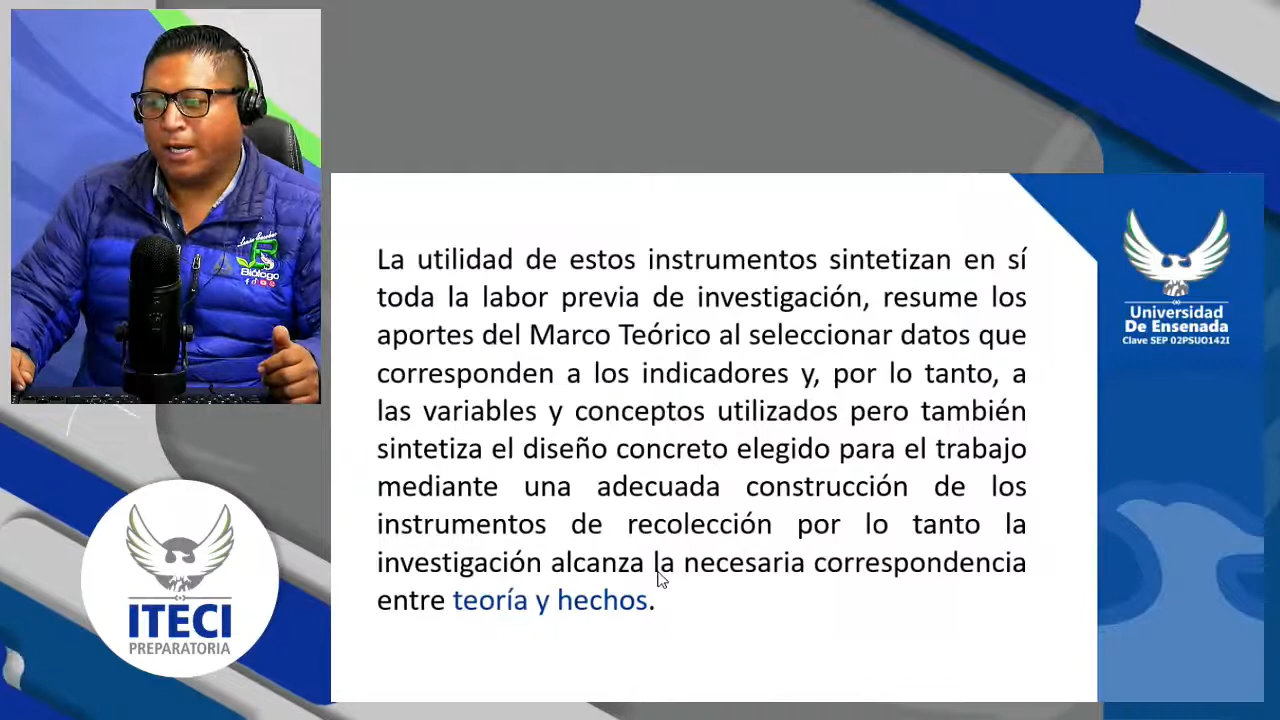 Biólogo
La utilidad de estos instrumentos sintetizan en sí
toda la labor previa de investigación, resume los
aportes del Marco Teórico al seleccionar datos que
corresponden a los indicadores y, por lo tanto, a
las variables y conceptos utilizados pero también
sintetiza el diseño concreto elegido para el trabajo
mediante una adecuada construcción de los
instrumentos de recolección por lo tanto la
investigación alcanza la necesaria correspondencia
entre teoría y hechos.
Universidad
De Ensenada
Clave SEP 02PSU0142I
ITECI
PREPARATORIA